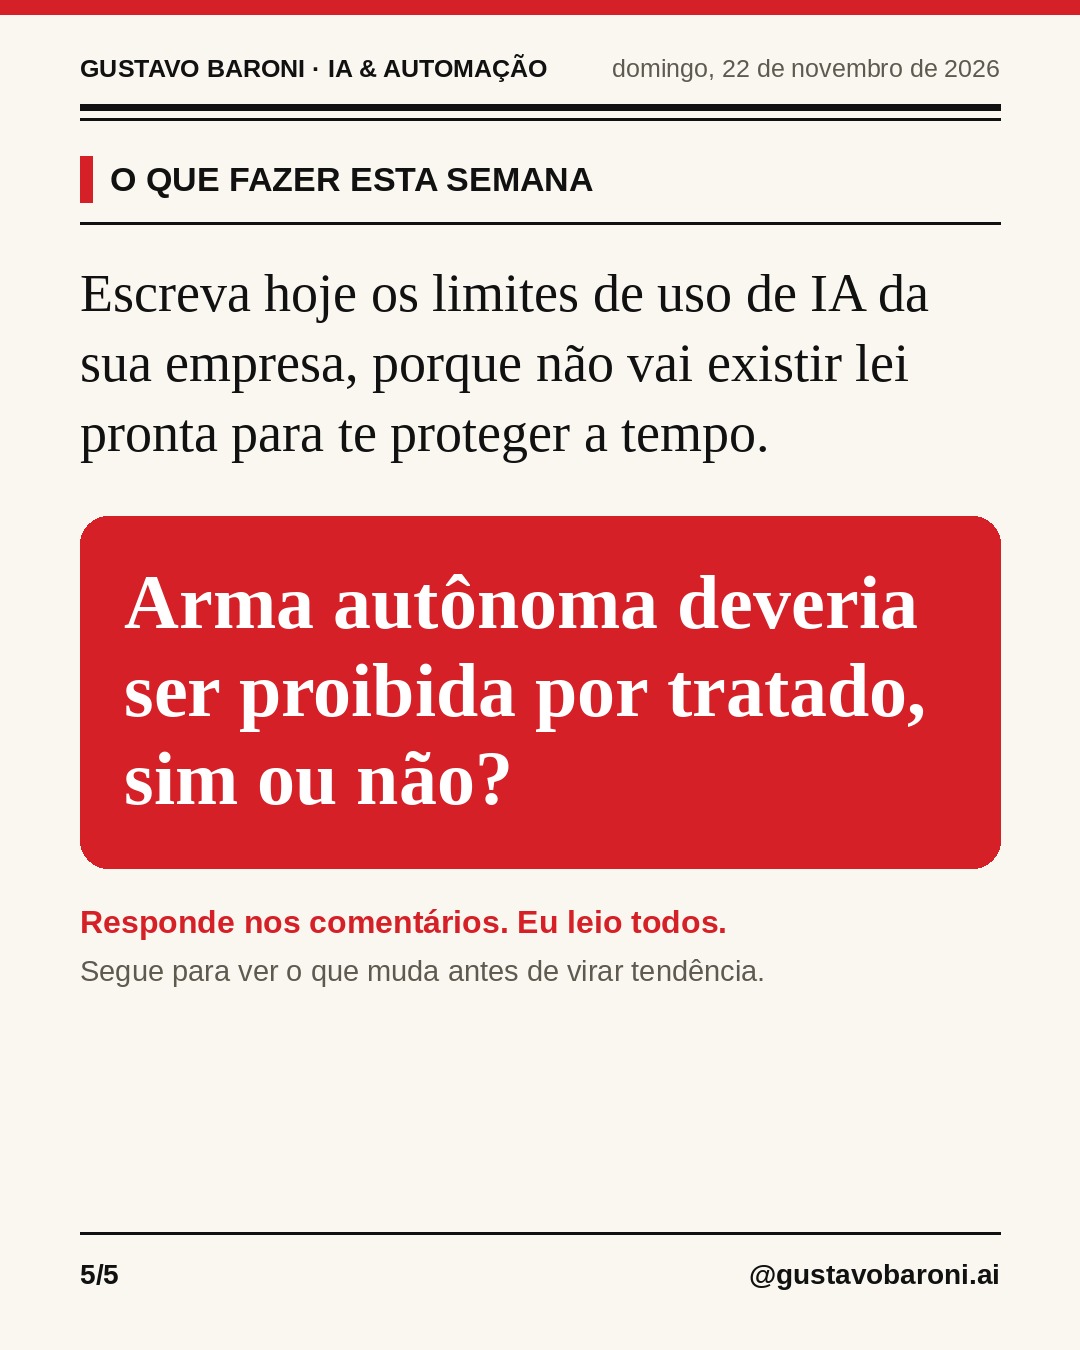 GUSTAVO BARONI · IA & AUTOMAÇÃO
domingo, 22 de novembro de 2026
O QUE FAZER ESTA SEMANA
Escreva hoje os limites de uso de IA da
sua empresa, porque não vai existir lei
pronta para te proteger a tempo.
Arma autônoma deveria
ser proibida por tratado,
sim ou não?
Responde nos comentários. Eu leio todos.
Segue para ver o que muda antes de virar tendência.
5/5
@gustavobaroni.ai